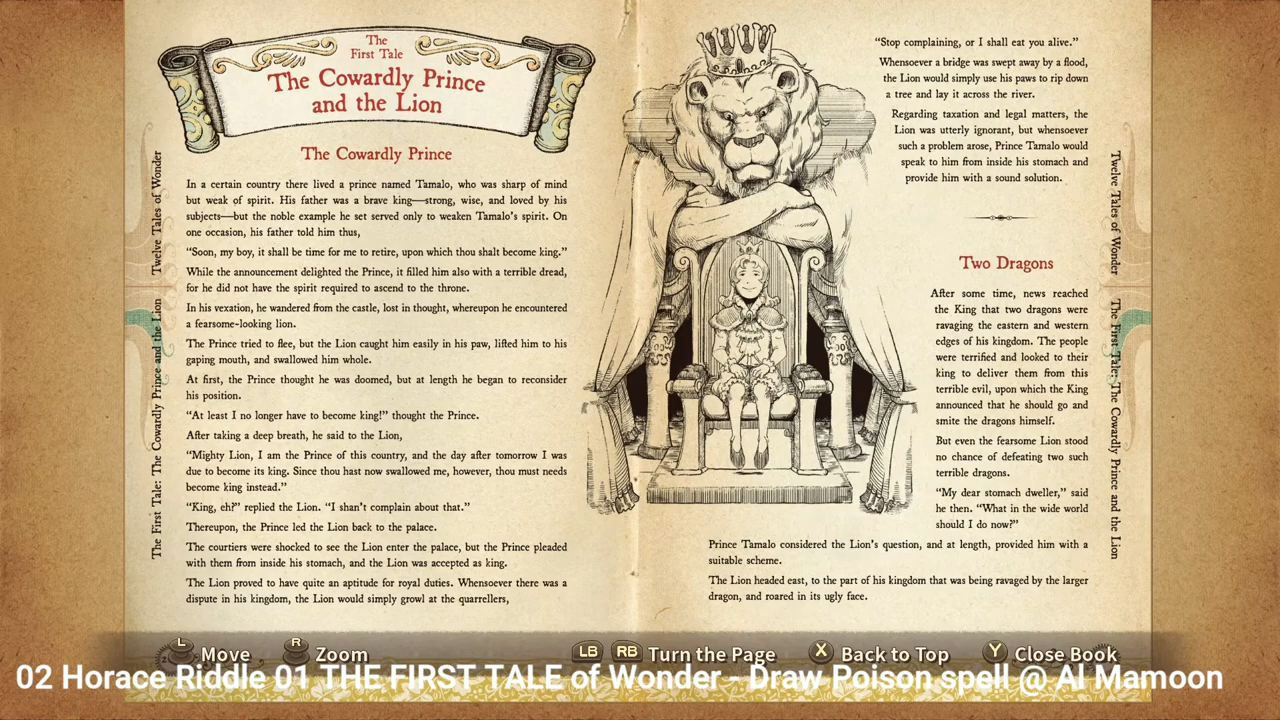 The
First Tale
The Cowardly Prince
and the Lion
The Cowardly Prince
In a certain country there lived a prince named Tamalo, who was sharp of mind
but weak of spirit. His father was a brave king—strong, wise, and loved by his
subjects—but the noble example he set served only to weaken Tamalo's spirit. On
one occasion, his father told him thus,
“Soon, my boy, it shall be time for me to retire, upon which thou shalt become king.”
While the announcement delighted the Prince, it filled him also with a terrible dread,
for he did not have the spirit required to ascend to the throne.
In his vexation, he wandered from the castle, lost in thought, whereupon he encountered
a fearsome-looking lion.
The Prince tried to flee, but the Lion caught him easily in his paw, lifted him to his
gaping mouth, and swallowed him whole.
At first, the Prince thought he was doomed, but at length he began to reconsider
his position.
“At least I no longer have to become king!” thought the Prince.
After taking a deep breath, he said to the Lion,
“Mighty Lion, I am the Prince of this country, and the day after tomorrow I was
due to become its king. Since thou hast now swallowed me, however, thou must needs
become king instead.”
“King, eh?” replied the Lion. “I shan't complain about that.”
Thereupon, the Prince led the Lion back to the palace.
The courtiers were shocked to see the Lion enter the palace, but the Prince pleaded
with them from inside his stomach, and the Lion was accepted as king.
The Lion proved to have quite an aptitude for royal duties. Whensoever there was a
dispute in his kingdom, the Lion would simply growl at the quarrellers,
The First Tale: The Cowardly Prince and the Lion Twelve Tales of Wonder
“Stop complaining, or I shall eat you alive.”
Whensoever a bridge was swept away by a flood,
the Lion would simply use his paws to rip down
a tree and lay it across the river.
Regarding taxation and legal matters, the
Lion was utterly ignorant, but whensoever
such a problem arose, Prince Tamalo would
speak to him from inside his stomach and
provide him with a sound solution.
Two Dragons
After some time, news reached
the King that two dragons were
ravaging the eastern and western
edges of his kingdom. The people
were terrified and looked to their
king to deliver them from this
terrible evil, upon which the King
announced that he should go and
smite the dragons himself.
But even the fearsome Lion stood
no chance of defeating two such
terrible dragons.
“My dear stomach dweller,” said
he then. “What in the wide world
should I do now?”
Prince Tamalo considered the Lion's question, and at length, provided him with a
suitable scheme.
The Lion headed east, to the part of his kingdom that was being ravaged by the larger
dragon, and roared in its ugly face.
Twelve Tales of Wonder The First Tale: The Cowardly Prince and the Lion
L Move R Zoom LB RB Turn the Page X Back to Top Y Close Book
02 Horace Riddle 01 THE FIRST TALE of Wonder - Draw Poison spell @ Al Mamoon